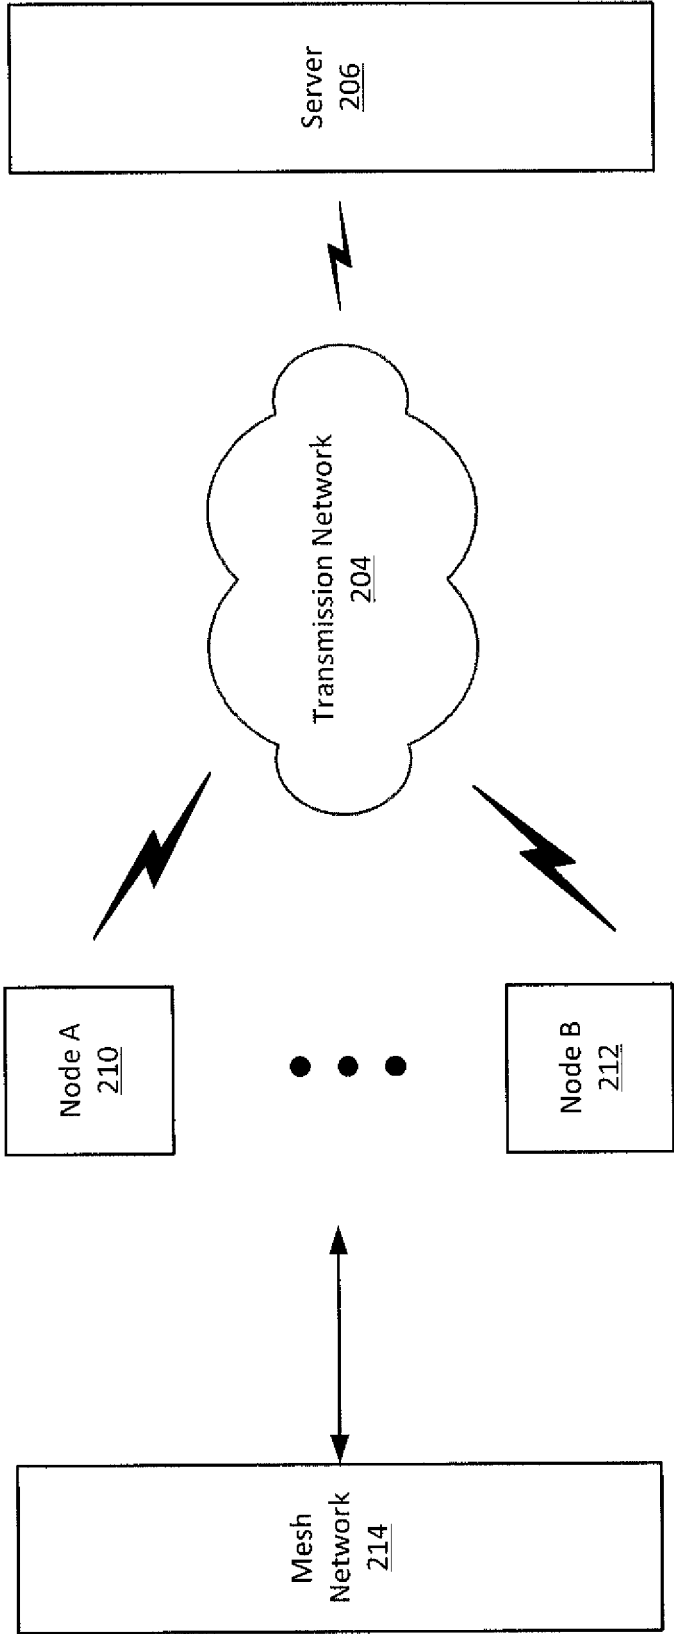 Mesh
Network
214
Node A
210
Node B
212
Transmission Network
204
Server
206